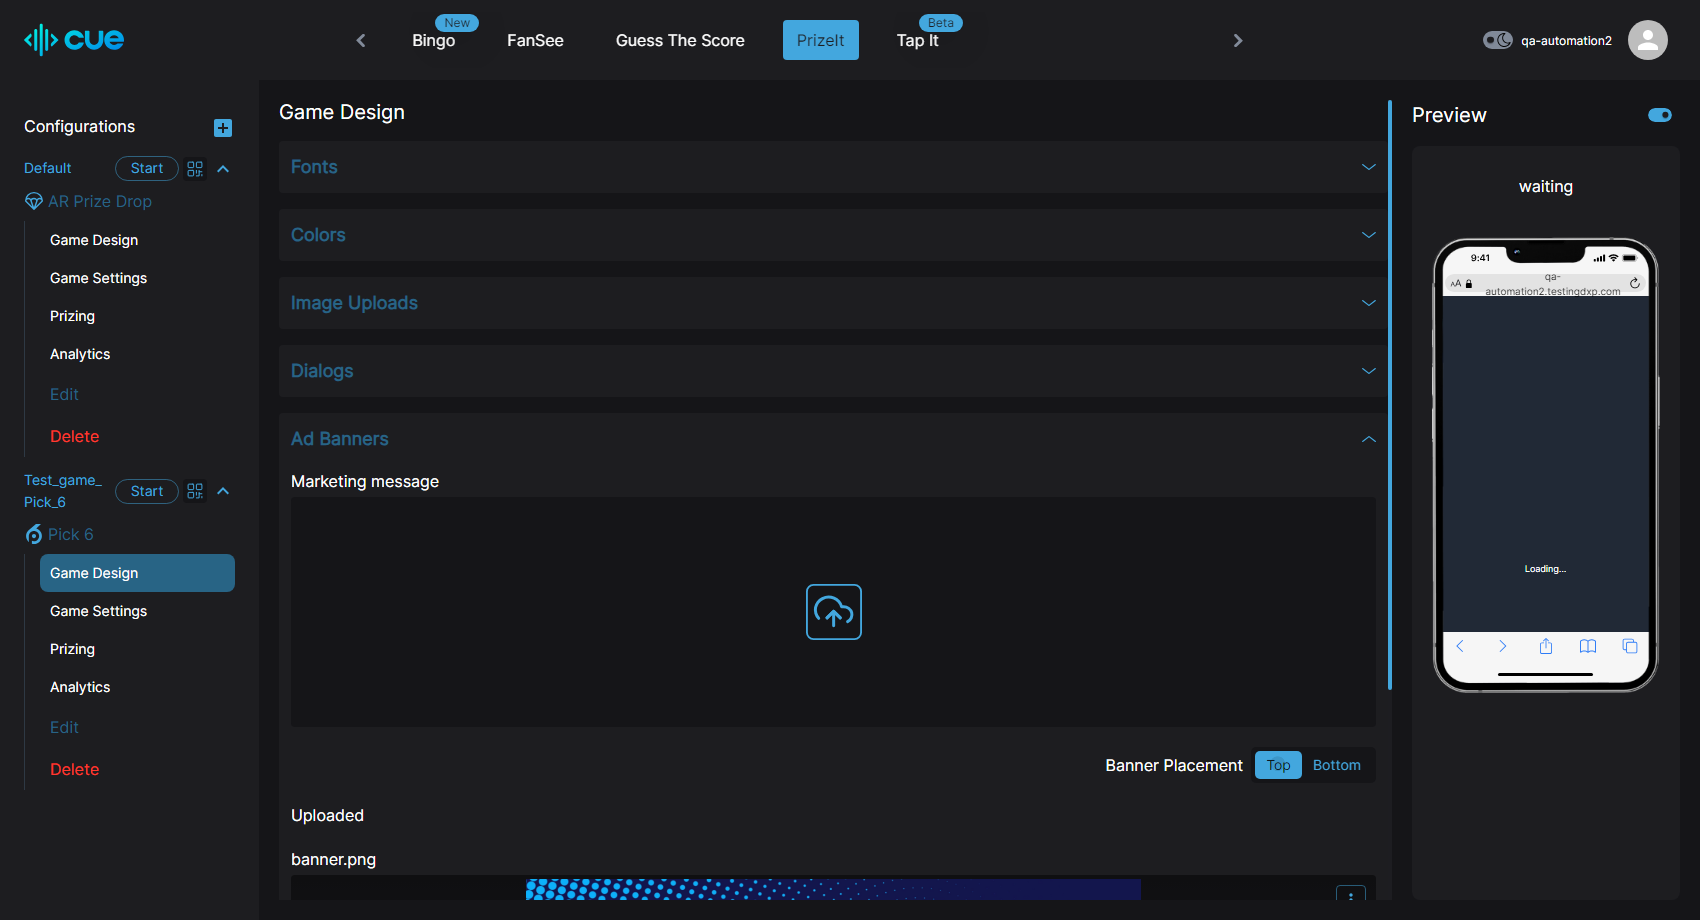 cue
New
Bingo
FanSee
Guess The Score
PrizeIt
Beta
Tap It
qa-automation2
Configurations
Default
Start
AR Prize Drop
Game Design
Game Settings
Prizing
Analytics
Edit
Delete
Test_game_
Pick_6
Start
Pick 6
Game Design
Game Settings
Prizing
Analytics
Edit
Delete
Game Design
Fonts
Colors
Image Uploads
Dialogs
Ad Banners
Marketing message
Banner Placement
Top
Bottom
Uploaded
banner.png
Preview
waiting
9:41
AA
qa-
automation2.testingdxp.com
Loading...